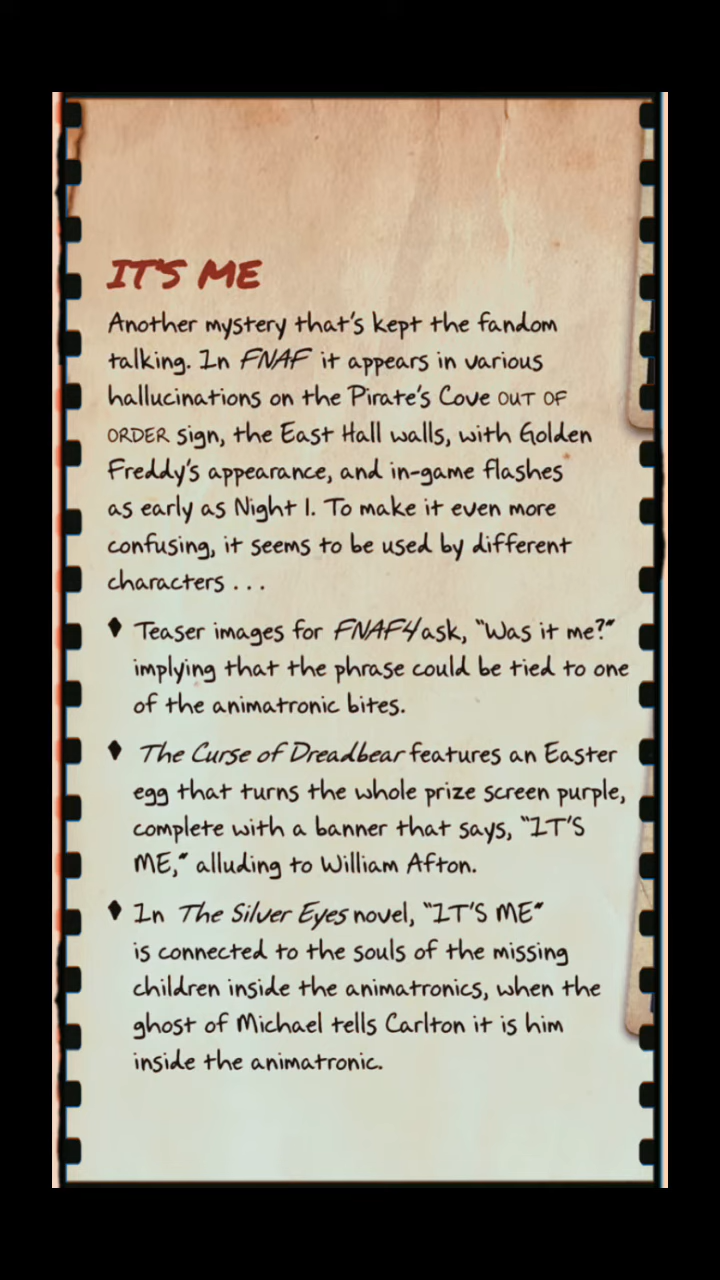 IT'S ME
Another mystery that's kept the fandom
talking. In FNAF it appears in various
hallucinations on the Pirate's Cove OUT OF
ORDER sign, the East Hall walls, with Golden
Freddy's appearance, and in-game flashes
as early as Night 1. To make it even more
confusing, it seems to be used by different
characters . . .
♦ Teaser images for FNAF4 ask, "Was it me?"
implying that the phrase could be tied to one
of the animatronic bites.
♦ The Curse of Dreadbear features an Easter
egg that turns the whole prize screen purple,
complete with a banner that says, "IT'S
ME," alluding to William Afton.
♦ In The Silver Eyes novel, "IT'S ME"
is connected to the souls of the missing
children inside the animatronics, when the
ghost of Michael tells Carlton it is him
inside the animatronic.